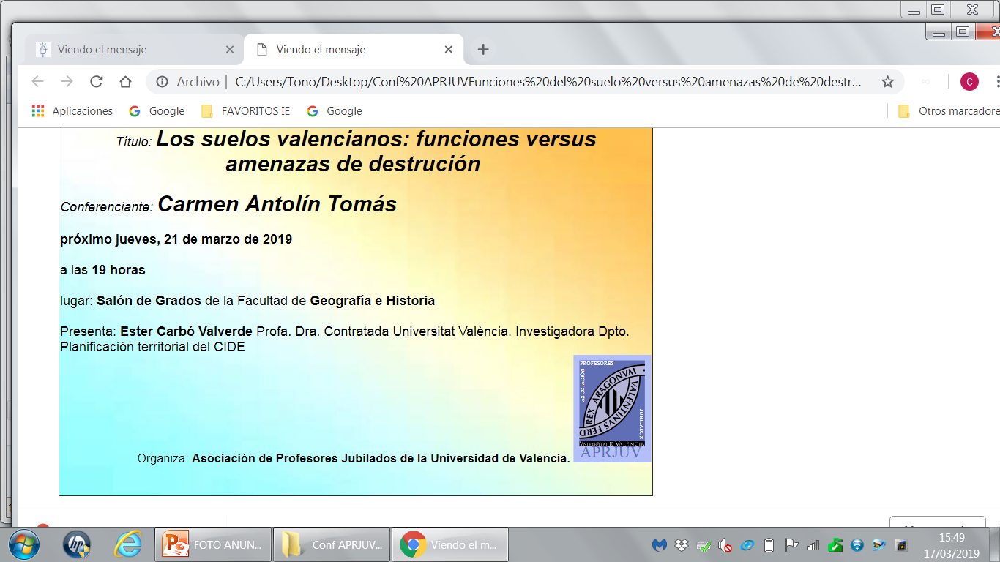 Viendo el mensaje
Viendo el mensaje
Archivo | C:/Users/Tono/Desktop/Conf%20APRJUVFunciones%20del%20suelo%20versus%20amenazas%20de%20destr...
C
Aplicaciones
Google
FAVORITOS IE
Google
Otros marcadore
Título: Los suelos valencianos: funciones versus
amenazas de destrución
Conferenciante: Carmen Antolín Tomás
próximo jueves, 21 de marzo de 2019
a las 19 horas
lugar: Salón de Grados de la Facultad de Geografía e Historia
Presenta: Ester Carbó Valverde Profa. Dra. Contratada Universitat València. Investigadora Dpto.
Planificación territorial del CIDE
PROFESORES
ASOCIACIÓN
JUBILADOS
REX ARAGONVM
VALENTINVS FERD
VNIVERSITAT ID VALÈNCIA
APRJUV
Organiza: Asociación de Profesores Jubilados de la Universidad de Valencia.
hp
FOTO ANUN...
Conf APRJUV...
Viendo el m...
15:49
17/03/2019